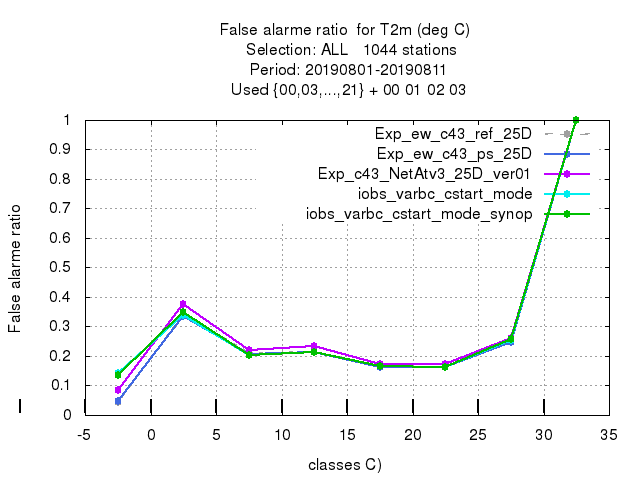 False alarme ratio for T2m (deg C)
Selection: ALL 1044 stations
Period: 20190801-20190811
Used {00,03,...,21} + 00 01 02 03
1
0.9
0.8
0.7
0.6
0.5
0.4
0.3
0.2
0.1
0
False alarme ratio
Exp_ew_c43_ref_25D
Exp_ew_c43_ps_25D
Exp_c43_NetAtv3_25D_ver01
iobs_varbc_cstart_mode
iobs_varbc_cstart_mode_synop
-5 0 5 10 15 20 25 30 35
classes C)